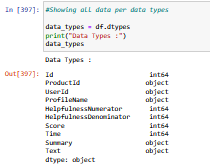 In [397]: #Showing all data per data types
data_types = df.dtypes
print("Data Types :")
data_types
Data Types :
Out[397]: Id int64
ProductId object
UserId object
ProfileName object
HelpfulnessNumerator int64
HelpfulnessDenominator int64
Score int64
Time int64
Summary object
Text object
dtype: object